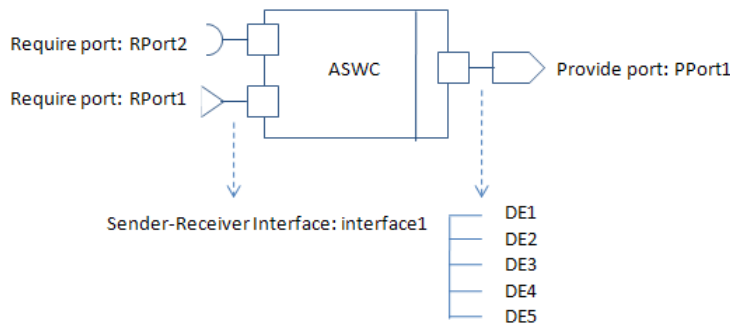 Require port: RPort2
ASWC
Provide port: PPort1
Require port: RPort1
Sender-Receiver Interface: interface1
DE1
DE2
DE3
DE4
DE5